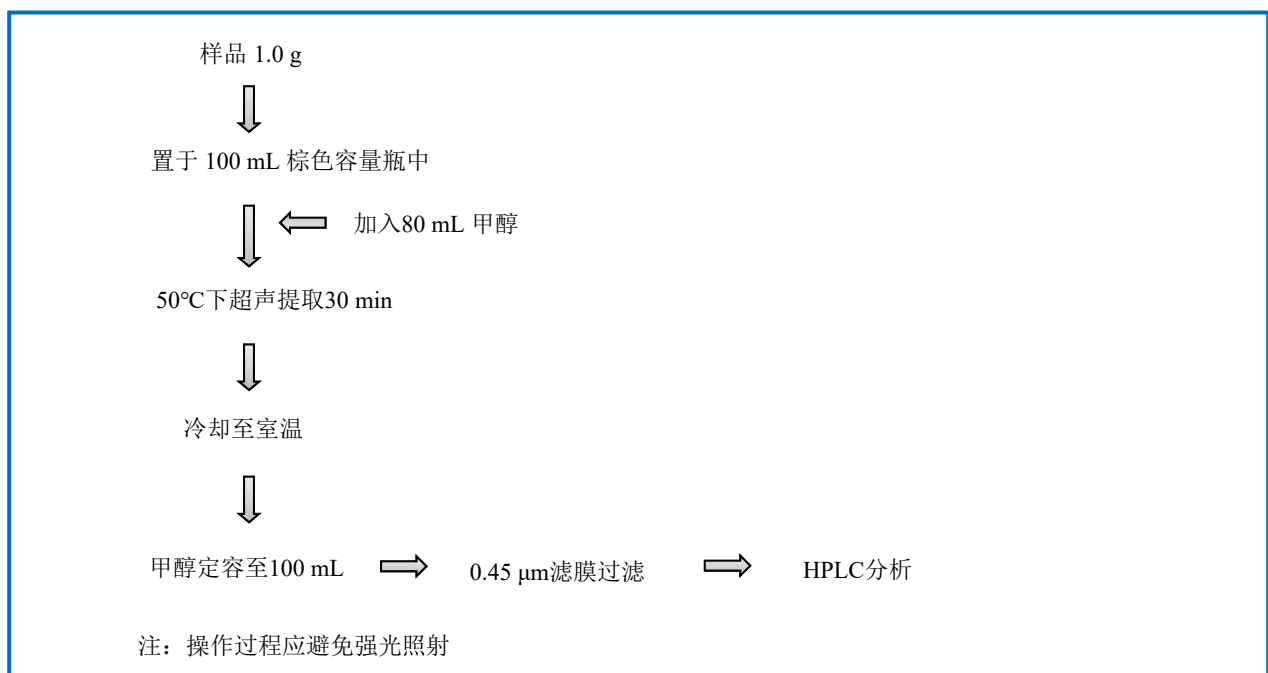 样品 1.0 g
置于 100 mL 棕色容量瓶中
加入80 mL 甲醇
50℃下超声提取30 min
冷却至室温
甲醇定容至100 mL
0.45 μm滤膜过滤
HPLC分析
注：操作过程应避免强光照射